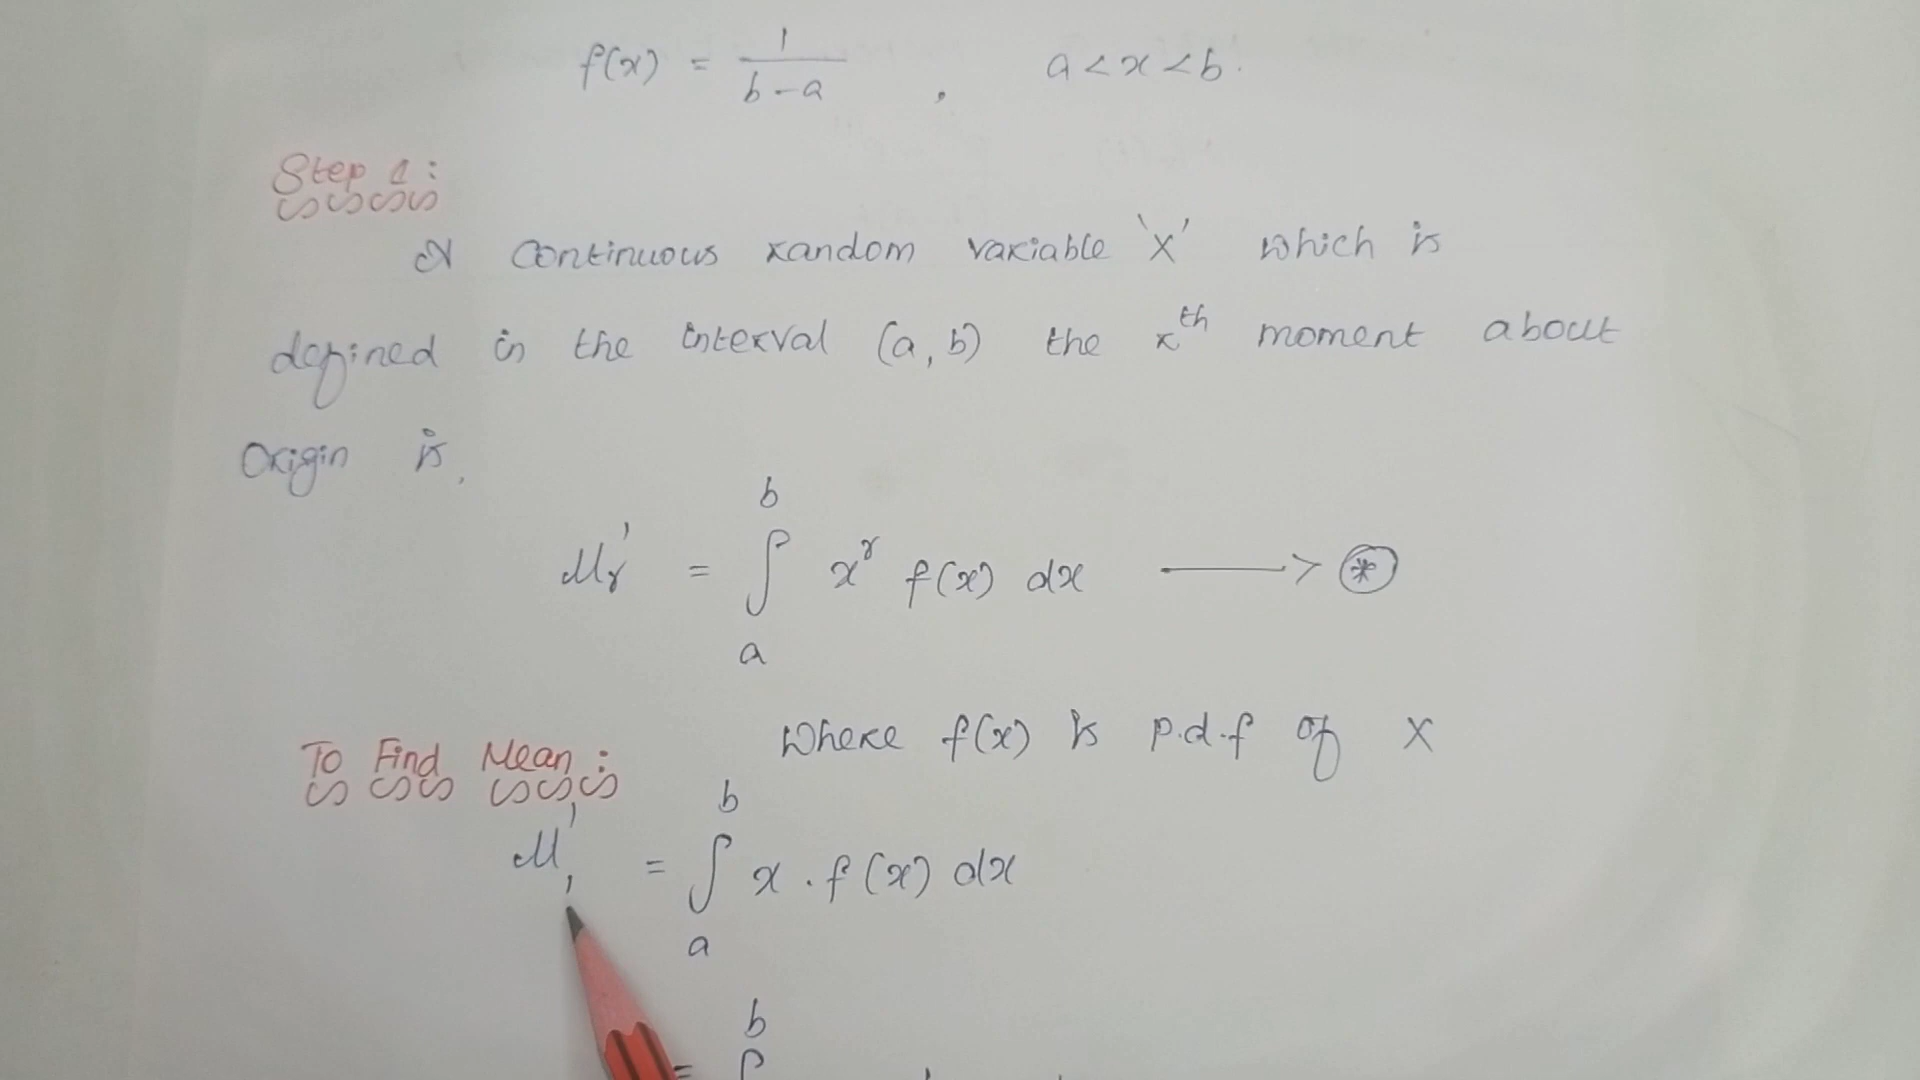 f(x) = 1/(b-a) , a<x<b.
Step 1:
A Continuous random variable 'X' which is
defined in the interval (a,b) the rth moment about
Origin is,
μr' = ∫ₐᵇ x^r f(x) dx ⟶ ⊛
Where f(x) is p.d.f of X
To Find Mean :
μ₁' = ∫ₐᵇ x . f(x) dx
b
= ∫